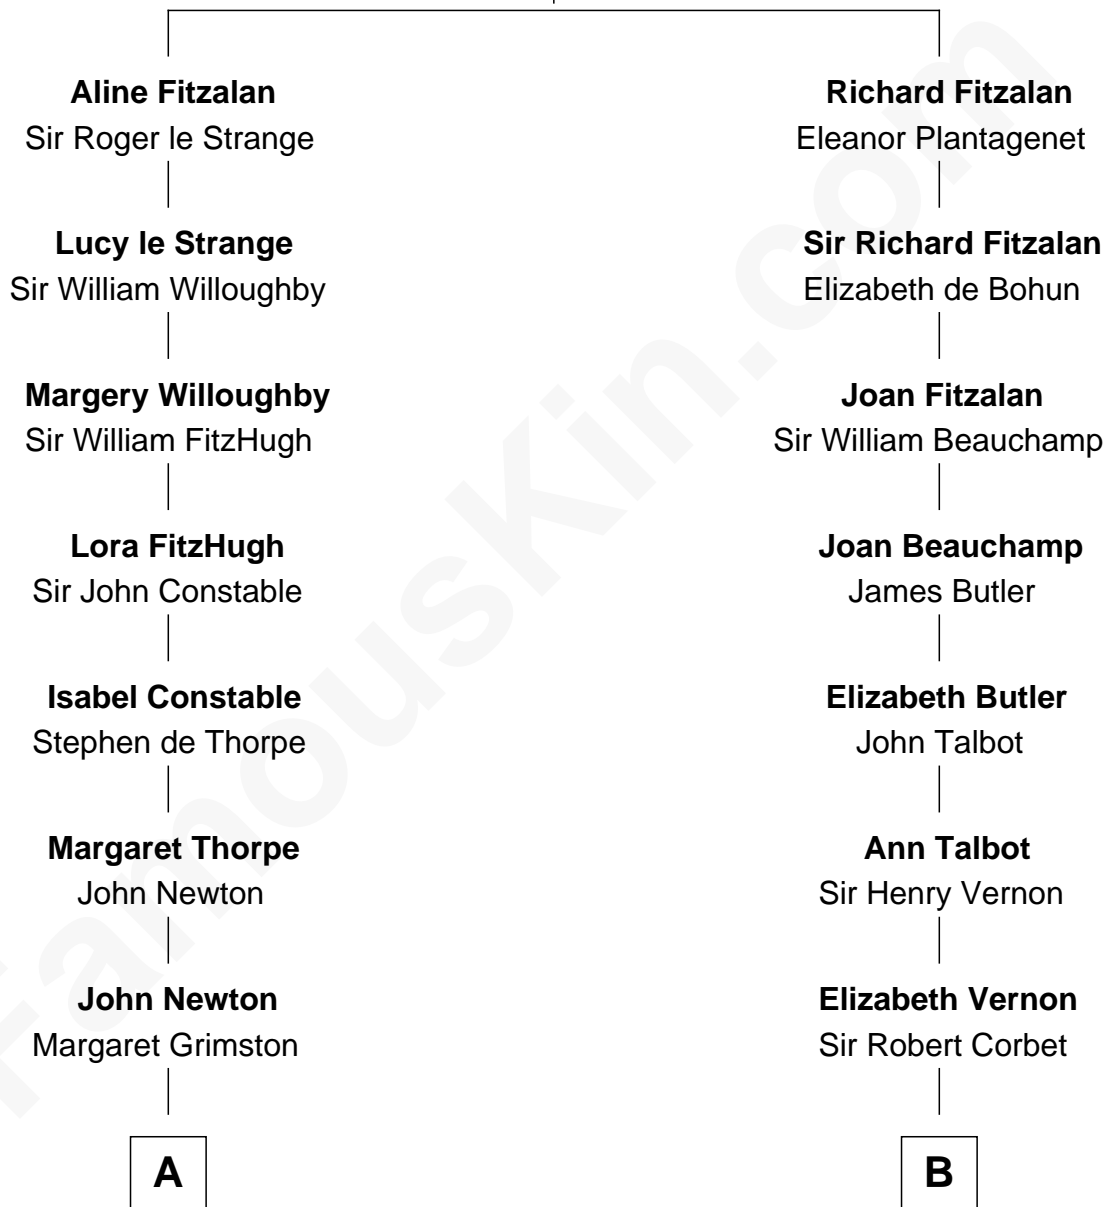 Aline Fitzalan
Sir Roger le Strange
Lucy le Strange
Sir William Willoughby
Margery Willoughby
Sir William FitzHugh
Lora FitzHugh
Sir John Constable
Isabel Constable
Stephen de Thorpe
Margaret Thorpe
John Newton
John Newton
Margaret Grimston
A
Richard Fitzalan
Eleanor Plantagenet
Sir Richard Fitzalan
Elizabeth de Bohun
Joan Fitzalan
Sir William Beauchamp
Joan Beauchamp
James Butler
Elizabeth Butler
John Talbot
Ann Talbot
Sir Henry Vernon
Elizabeth Vernon
Sir Robert Corbet
B
FamousKin.com